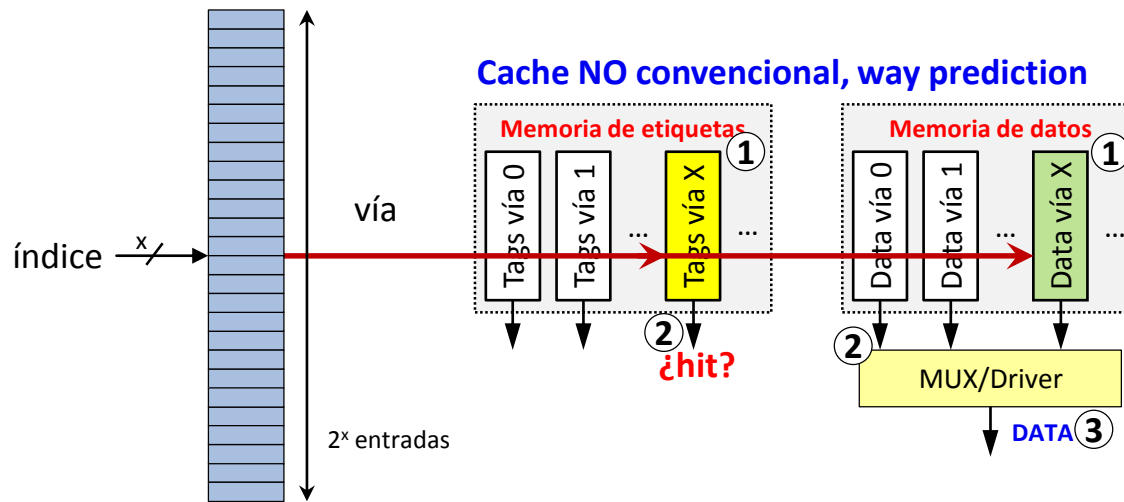 Cache NO convencional, way prediction
Memoria de etiquetas
1
Tags vía 0
Tags vía 1
...
Tags vía X
...
Memoria de datos
1
Data vía 0
Data vía 1
...
Data vía X
...
vía
índice
x
2
¿hit?
2
MUX/Driver
DATA
3
2ˣ entradas